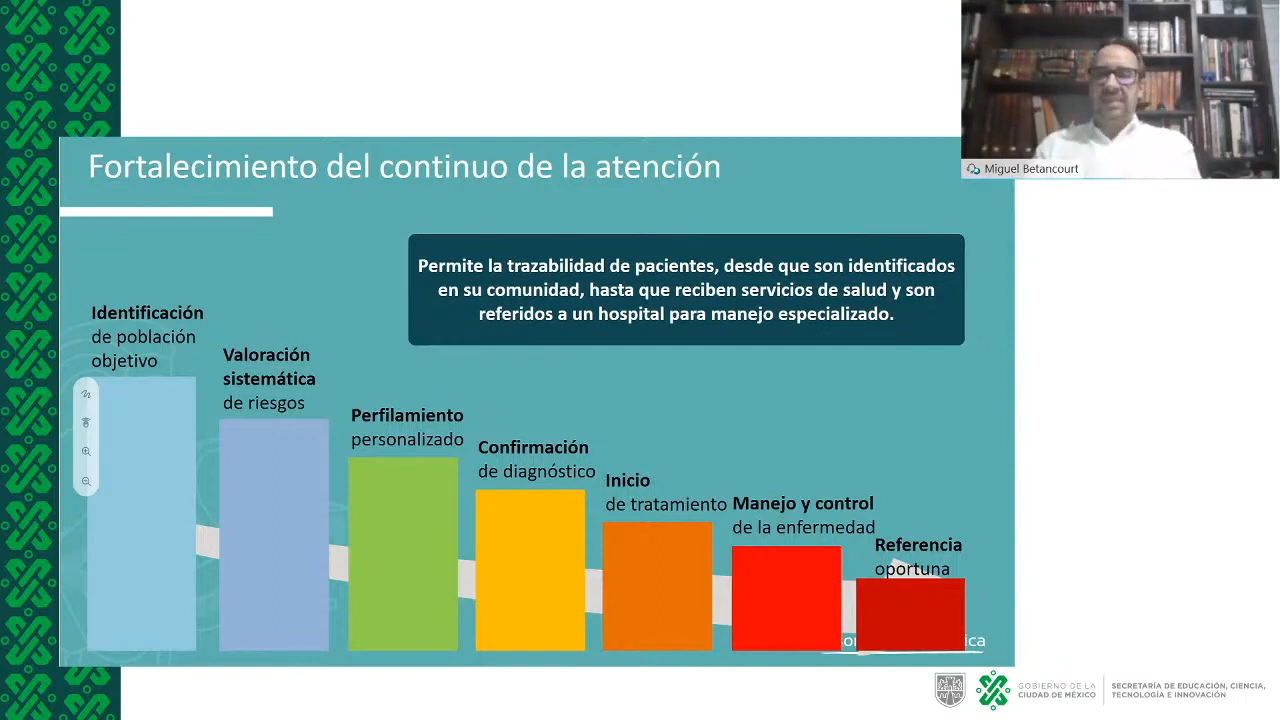 Miguel Betancourt
Fortalecimiento del continuo de la atención
Permite la trazabilidad de pacientes, desde que son identificados
en su comunidad, hasta que reciben servicios de salud y son
referidos a un hospital para manejo especializado.
Identificación
de población
objetivo
Valoración
sistemática
de riesgos
Perfilamiento
personalizado
Confirmación
de diagnóstico
Inicio
de tratamiento
Manejo y control
de la enfermedad
Referencia
oportuna
GOBIERNO DE LA
CIUDAD DE MÉXICO
SECRETARÍA DE EDUCACIÓN, CIENCIA,
TECNOLOGÍA E INNOVACIÓN